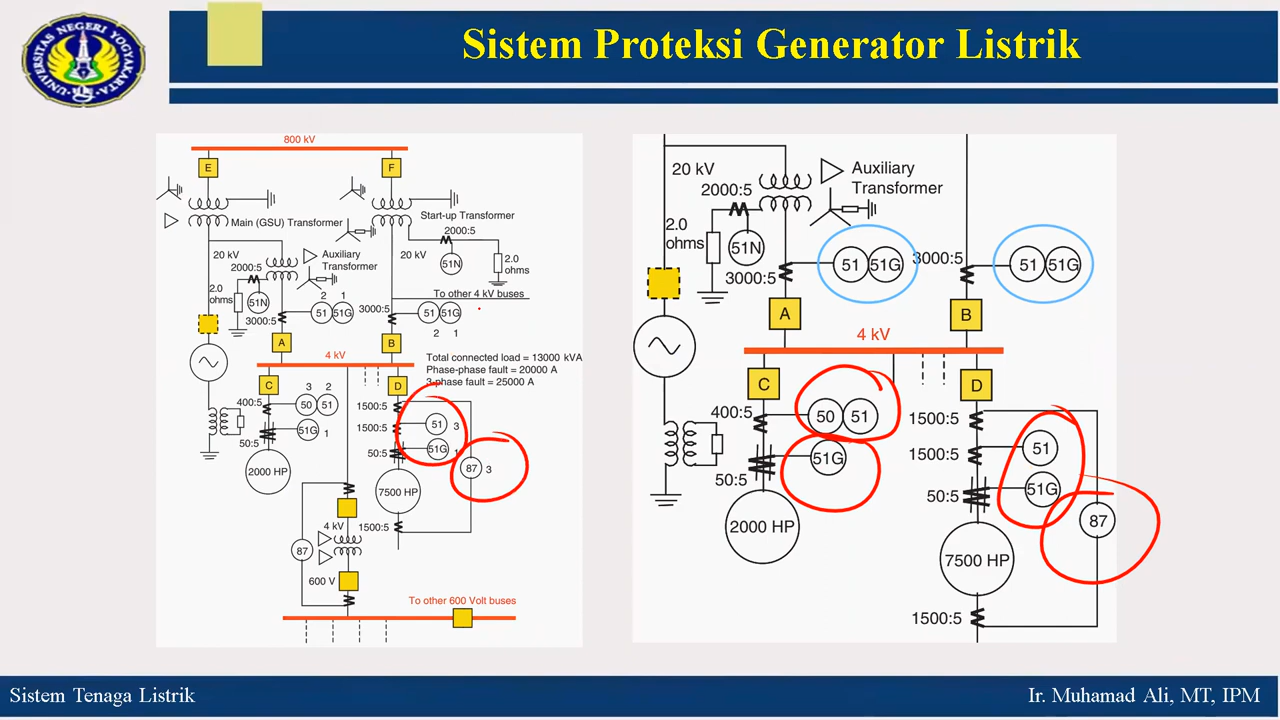 UNIVERSITAS NEGERI YOGYAKARTA
Sistem Proteksi Generator Listrik
800 kV
E
F
Main (GSU) Transformer
Start-up Transformer
2000:5
20 kV
Auxiliary
Transformer
20 kV
51N
2.0
ohms
2000:5
2.0
ohms
51N
To other 4 kV buses
3000:5
2 1
51 51G
3000:5
51 51G
2 1
A
B
4 kV
Total connected load = 13000 kVA
Phase-phase fault = 20000 A
3-phase fault = 25000 A
C
D
3 2
400:5
50 51
1500:5
51G 1
1500:5
51 3
50:5
50:5
51G 1
87 3
2000 HP
7500 HP
1500:5
4 kV
87
600 V
To other 600 Volt buses
20 kV
Auxiliary
Transformer
2000:5
2.0
ohms
51N
3000:5
51 51G
3000:5
51 51G
A
B
4 kV
C
D
400:5
50 51
1500:5
51G
1500:5
51
50:5
50:5
51G
87
2000 HP
7500 HP
1500:5
Sistem Tenaga Listrik
Ir. Muhamad Ali, MT, IPM